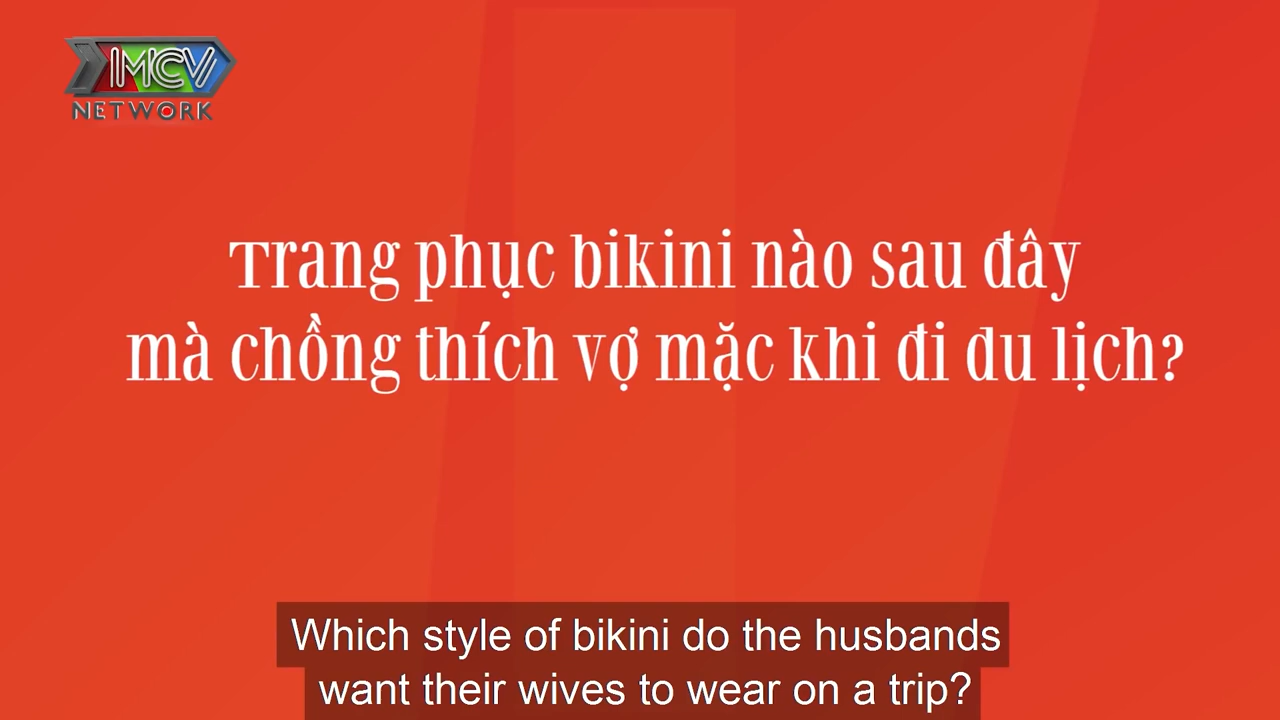 MCV
NETWORK
Trang phục bikini nào sau đây
mà chồng thích vợ mặc khi đi du lịch?
Which style of bikini do the husbands
want their wives to wear on a trip?